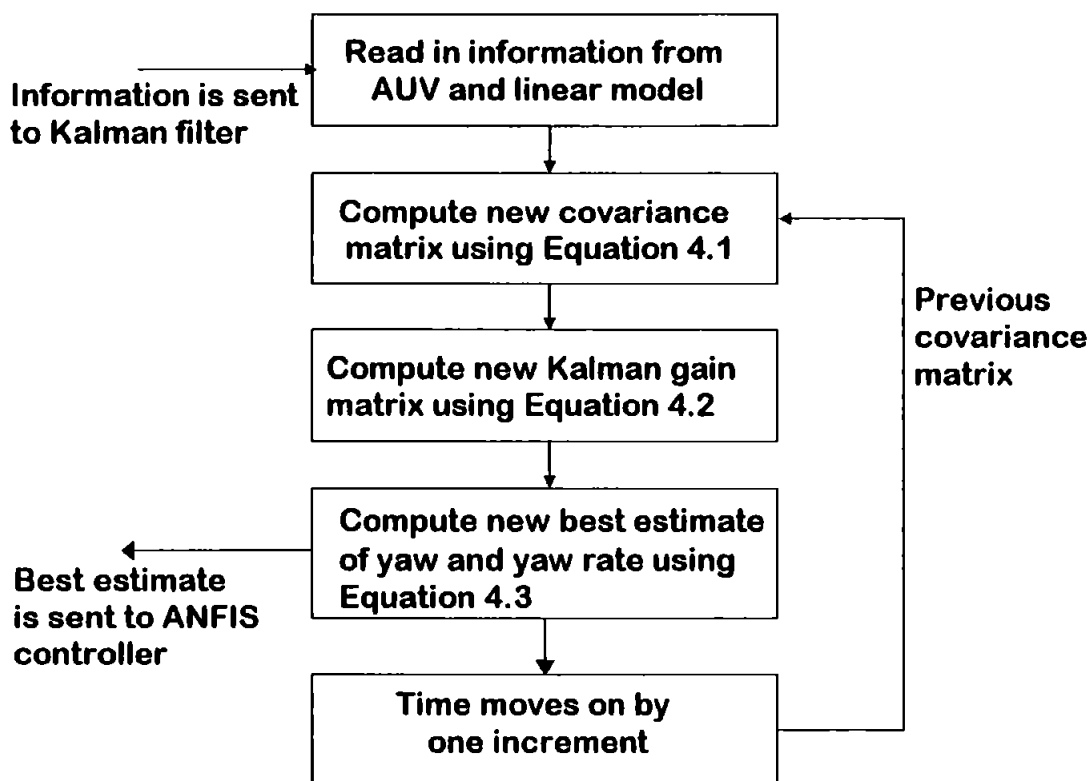 Read in information from
AUV and linear model
Information is sent
to Kalman filter
Compute new covariance
matrix using Equation 4.1
Previous
covariance
matrix
Compute new Kalman gain
matrix using Equation 4.2
Compute new best estimate
of yaw and yaw rate using
Equation 4.3
Best estimate
is sent to ANFIS
controller
Time moves on by
one increment